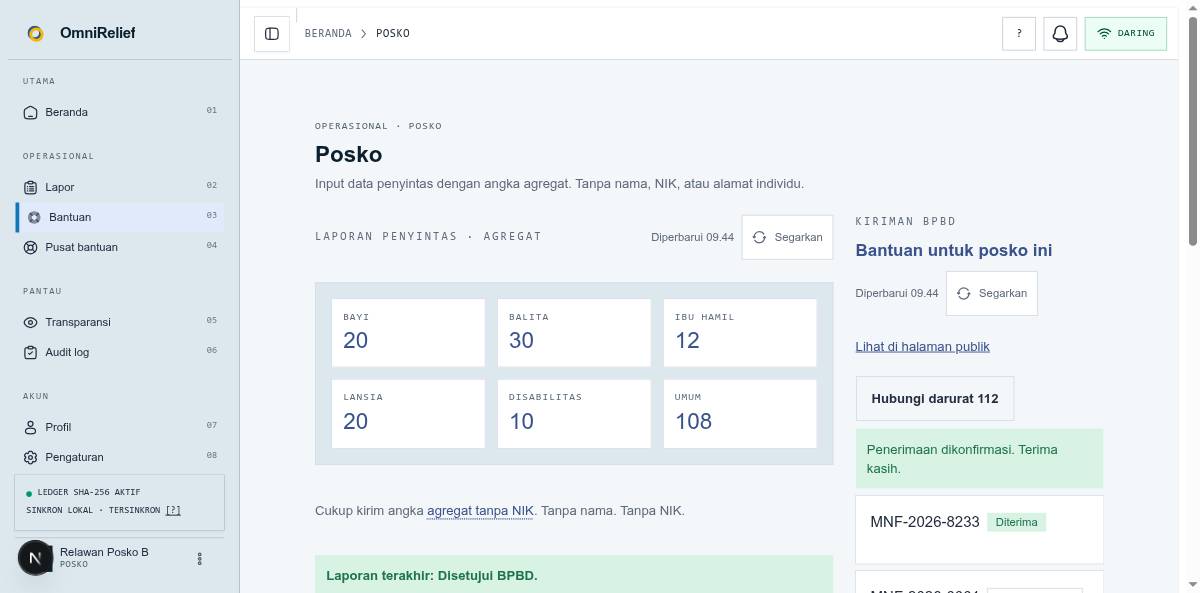 OmniRelief
UTAMA
Beranda 01
OPERASIONAL
Lapor 02
Bantuan 03
Pusat bantuan 04
PANTAU
Transparansi 05
Audit log 06
AKUN
Profil 07
Pengaturan 08
LEDGER SHA-256 AKTIF
SINKRON LOKAL · TERSINKRON [?]
N
Relawan Posko B
POSKO
BERANDA > POSKO
?
DARING
OPERASIONAL · POSKO
Posko
Input data penyintas dengan angka agregat. Tanpa nama, NIK, atau alamat individu.
LAPORAN PENYINTAS · AGREGAT
Diperbarui 09.44
Segarkan
BAYI
20
BALITA
30
IBU HAMIL
12
LANSIA
20
DISABILITAS
10
UMUM
108
Cukup kirim angka agregat tanpa NIK. Tanpa nama. Tanpa NIK.
Laporan terakhir: Disetujui BPBD.
KIRIMAN BPBD
Bantuan untuk posko ini
Diperbarui 09.44
Segarkan
Lihat di halaman publik
Hubungi darurat 112
Penerimaan dikonfirmasi. Terima
kasih.
MNF-2026-8233 Diterima